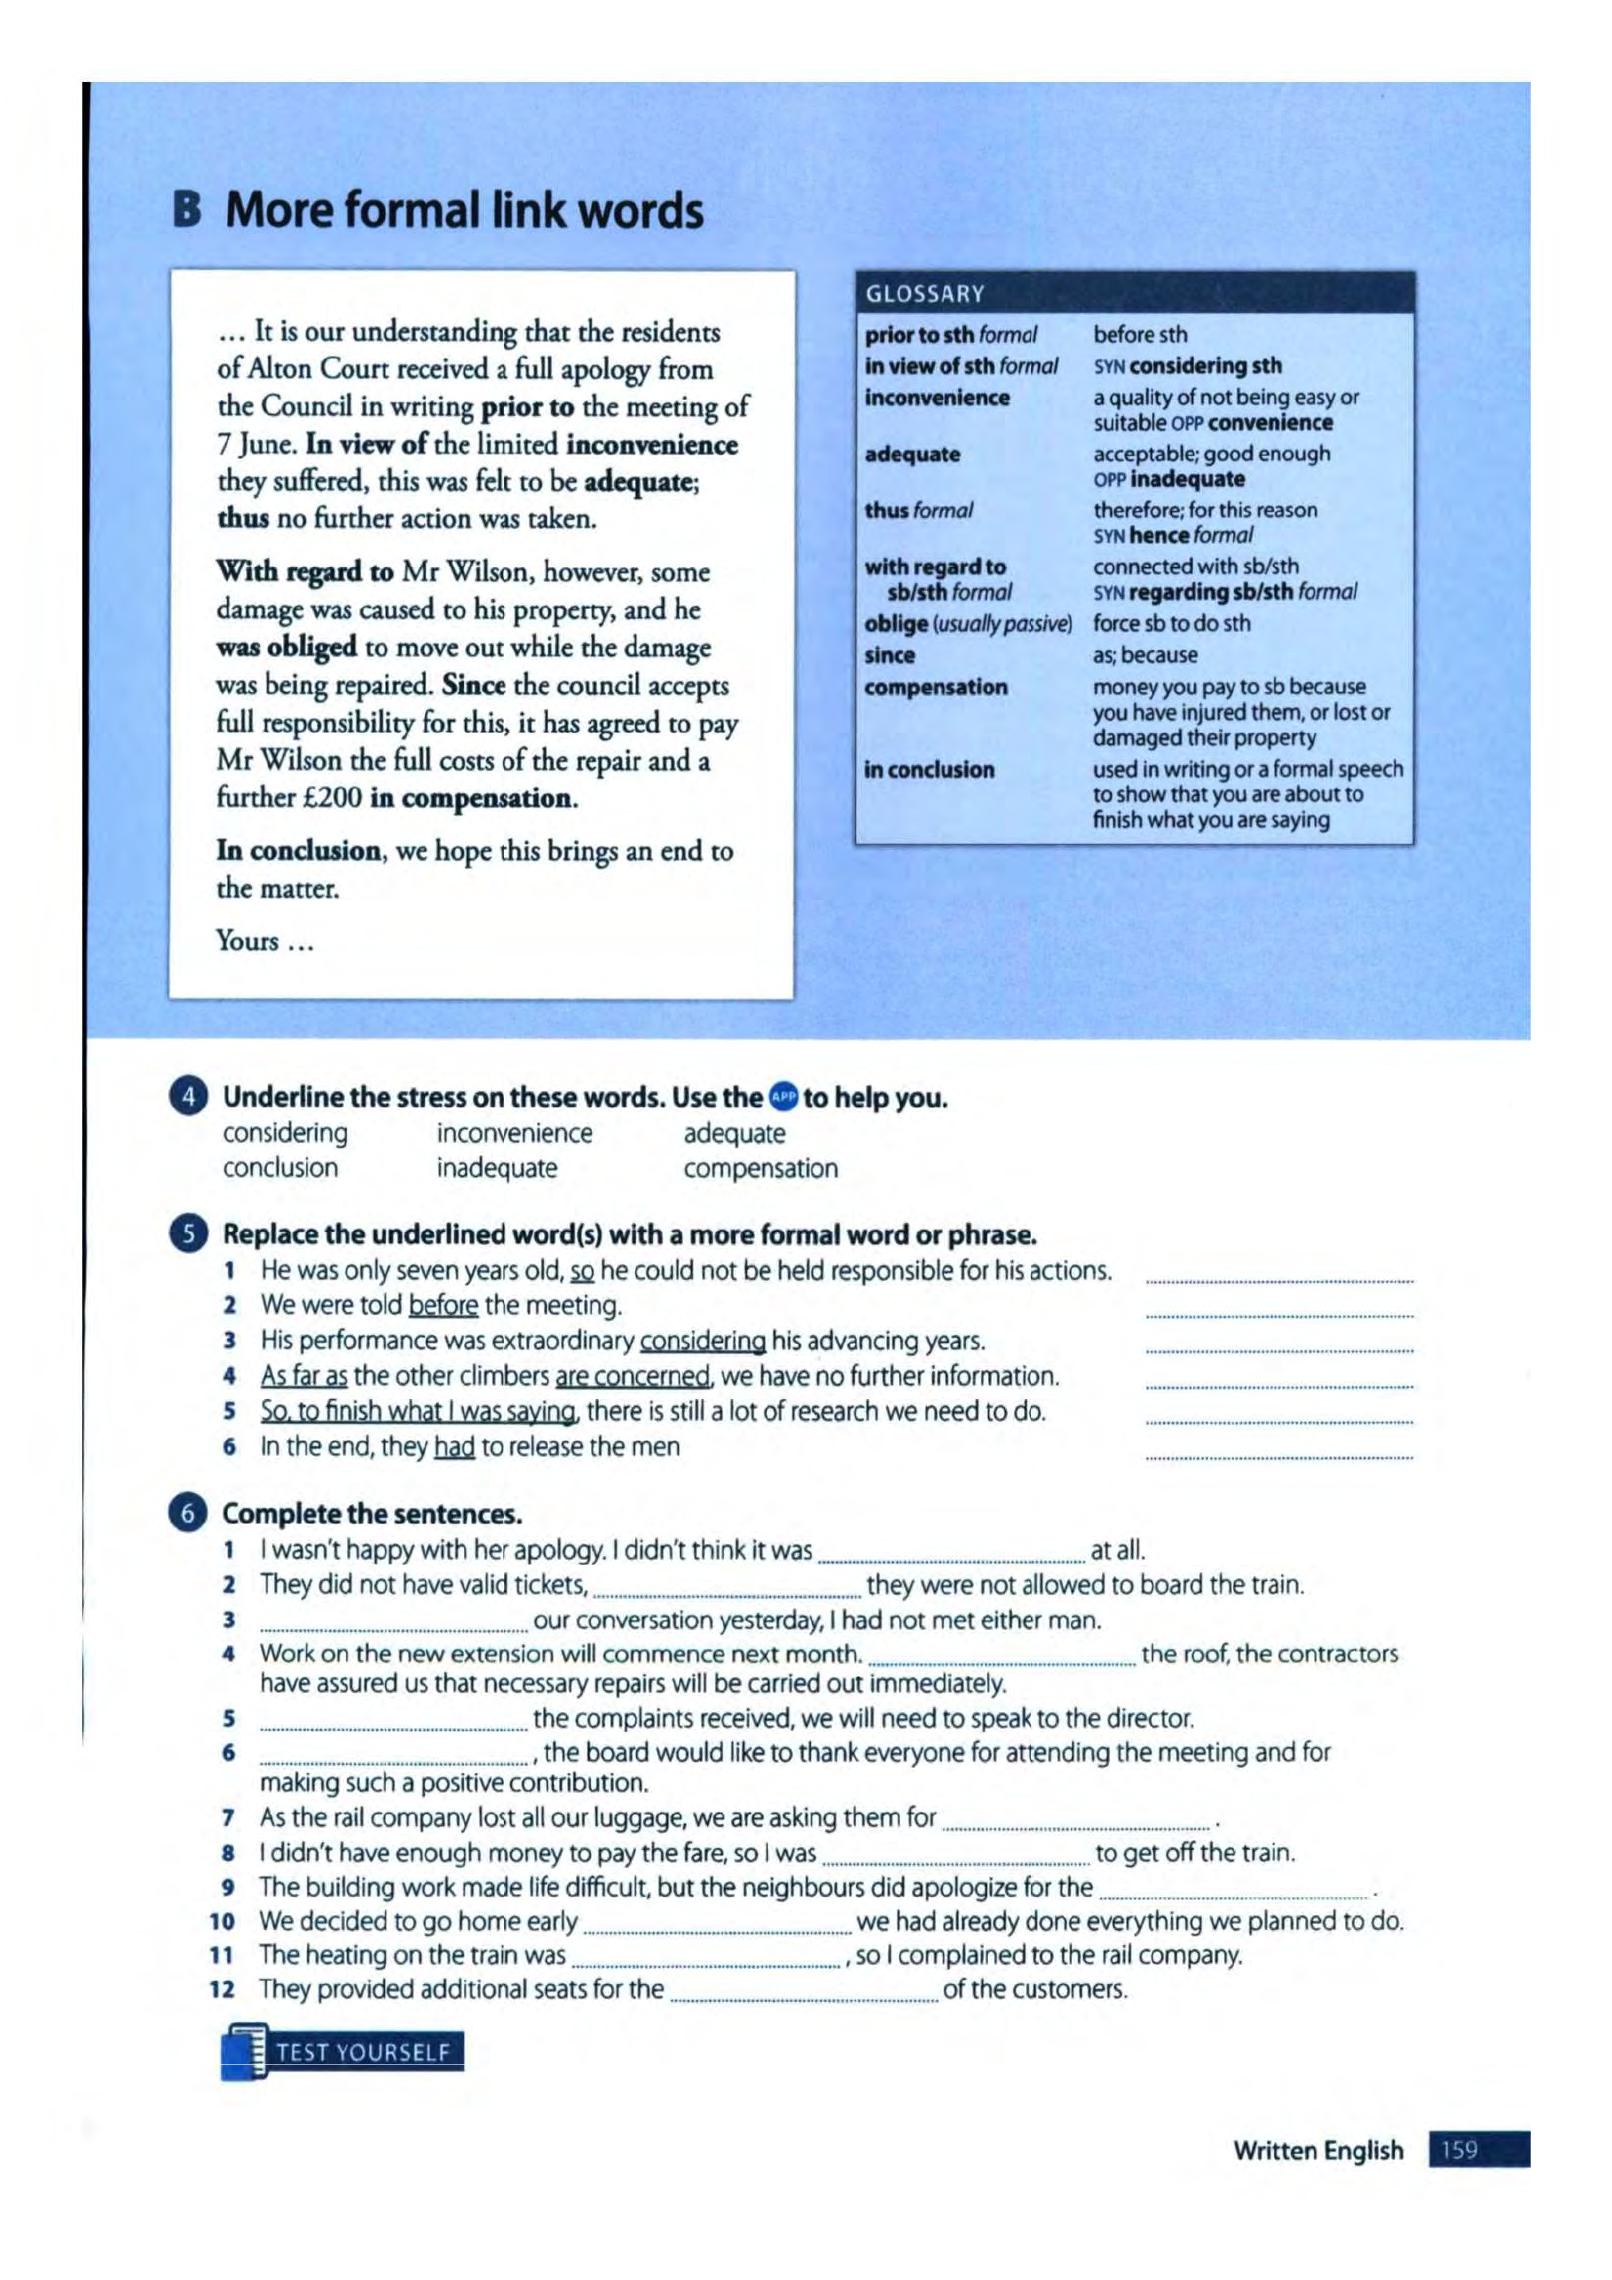 B More formal link words
... It is our understanding that the residents
of Alton Court received a full apology from
the Council in writing prior to the meeting of
7 June. In view of the limited inconvenience
they suffered, this was felt to be adequate;
thus no further action was taken.
With regard to Mr Wilson, however, some
damage was caused to his property, and he
was obliged to move out while the damage
was being repaired. Since the council accepts
full responsibility for this, it has agreed to pay
Mr Wilson the full costs of the repair and a
further £200 in compensation.
In conclusion, we hope this brings an end to
the matter.
Yours ...
GLOSSARY
prior to sth formal before sth
in view of sth formal SYN considering sth
inconvenience a quality of not being easy or
suitable OPP convenience
adequate acceptable; good enough
OPP inadequate
thus formal therefore; for this reason
SYN hence formal
with regard to connected with sb/sth
sb/sth formal SYN regarding sb/sth formal
oblige (usually passive) force sb to do sth
since as; because
compensation money you pay to sb because
you have injured them, or lost or
damaged their property
in conclusion used in writing or a formal speech
to show that you are about to
finish what you are saying
4 Underline the stress on these words. Use the APP to help you.
considering inconvenience adequate
conclusion inadequate compensation
5 Replace the underlined word(s) with a more formal word or phrase.
1 He was only seven years old, so he could not be held responsible for his actions. ........................
2 We were told before the meeting. ........................
3 His performance was extraordinary considering his advancing years. ........................
4 As far as the other climbers are concerned, we have no further information. ........................
5 So, to finish what I was saying, there is still a lot of research we need to do. ........................
6 In the end, they had to release the men ........................
6 Complete the sentences.
1 I wasn't happy with her apology. I didn't think it was ........................ at all.
2 They did not have valid tickets, ........................ they were not allowed to board the train.
3 ........................ our conversation yesterday, I had not met either man.
4 Work on the new extension will commence next month. ........................ the roof, the contractors
have assured us that necessary repairs will be carried out immediately.
5 ........................ the complaints received, we will need to speak to the director.
6 ........................ , the board would like to thank everyone for attending the meeting and for
making such a positive contribution.
7 As the rail company lost all our luggage, we are asking them for ........................ .
8 I didn't have enough money to pay the fare, so I was ........................ to get off the train.
9 The building work made life difficult, but the neighbours did apologize for the ........................ .
10 We decided to go home early ........................ we had already done everything we planned to do.
11 The heating on the train was ........................ , so I complained to the rail company.
12 They provided additional seats for the ........................ of the customers.
TEST YOURSELF
Written English 159